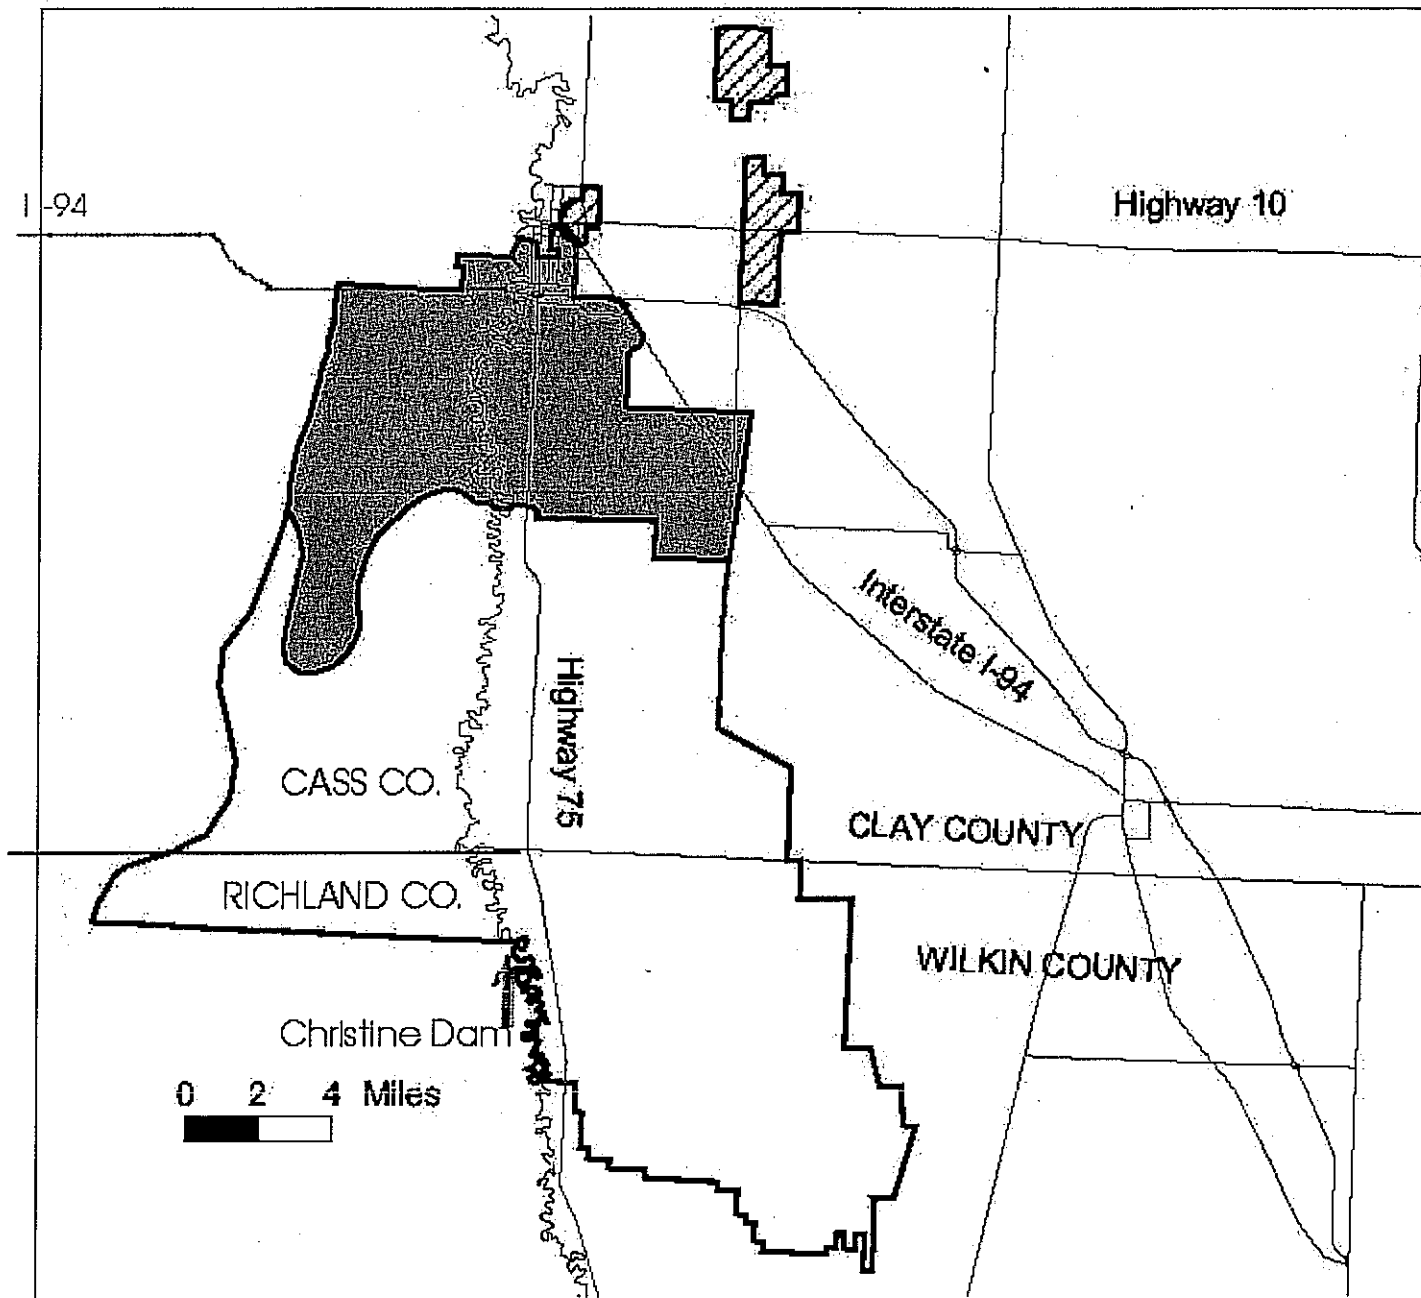 I-94
Highway 10
Interstate I-94
Highway 75
CASS CO.
CLAY COUNTY
RICHLAND CO.
WILKIN COUNTY
Christine Dam
0 2 4 Miles